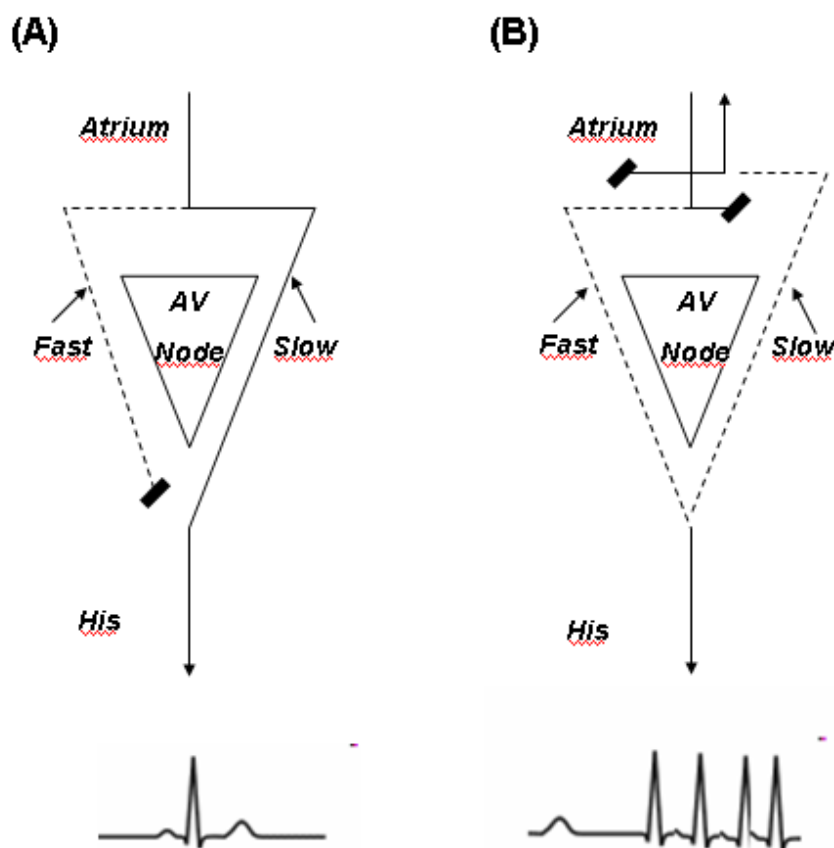 (A)
(B)
Atrium
Atrium
AV
AV
Fast
Node
Slow
Fast
Node
Slow
His
His